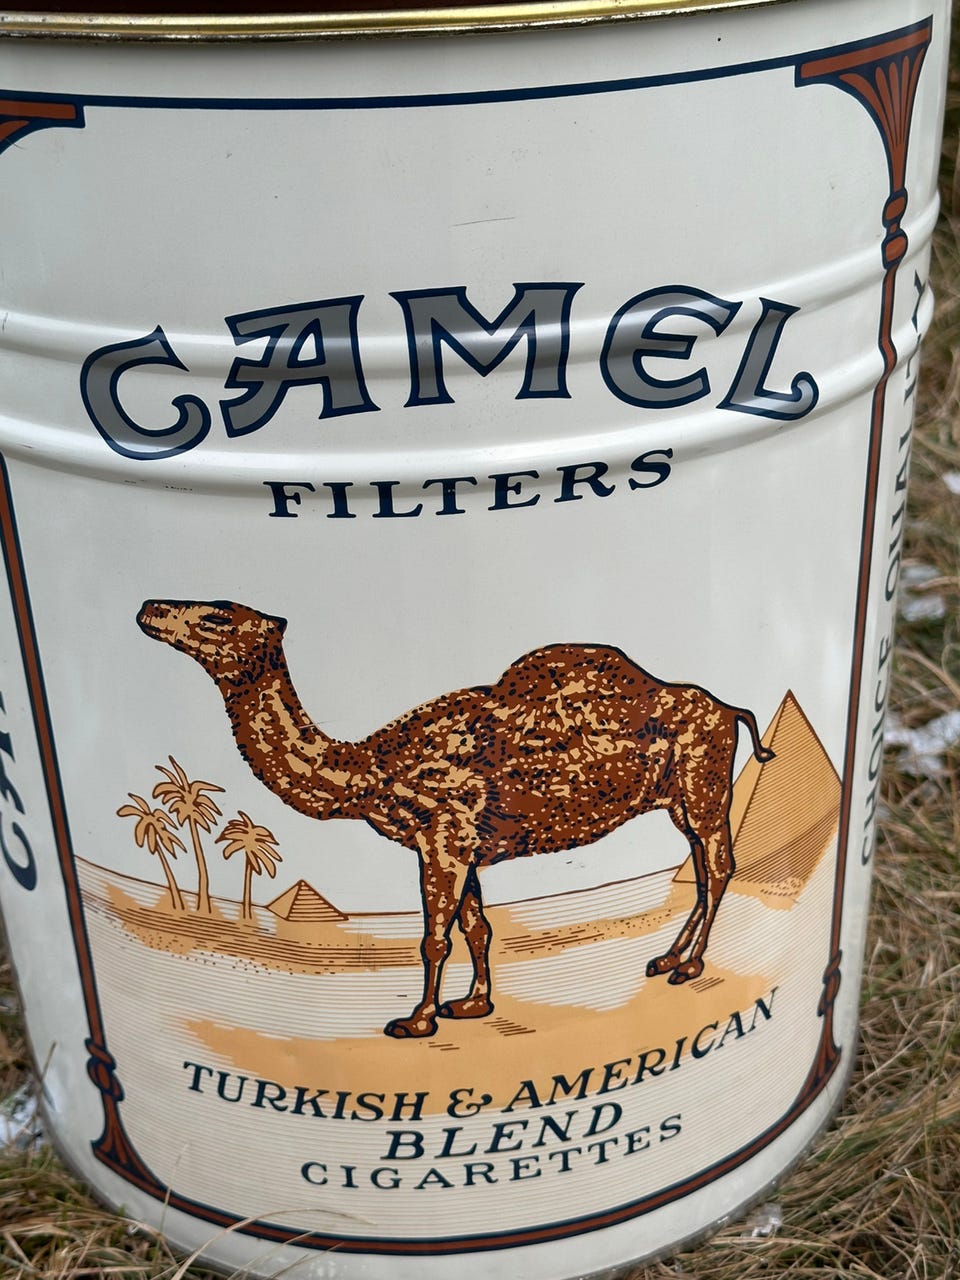 CAMEL
FILTERS
TURKISH & AMERICAN
BLEND
CIGARETTES
CHOICE QUALITY